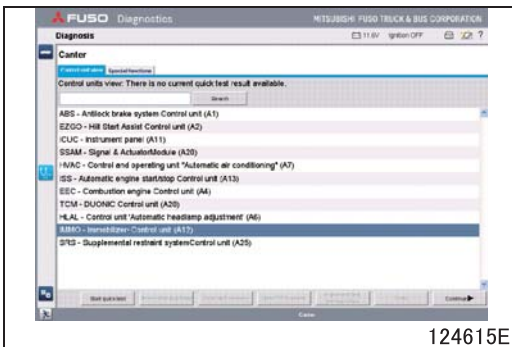 FUSO Diagnostics MITSUBISHI FUSO TRUCK & BUS CORPORATION
Diagnosis 11.6V Ignition OFF ?
Canter
Control unit view Special functions
Control units view: There is no current quick test result available.
Search
ABS - Antilock brake system Control unit (A1)
EZGO - Hill Start Assist Control unit (A2)
ICUC - Instrument panel (A11)
SSAM - Signal & ActuatorModule (A20)
HVAC - Control and operating unit "Automatic air conditioning" (A7)
ISS - Automatic engine start/stop Control unit (A13)
EEC - Combustion engine Control unit (A4)
TCM - DUONIC Control unit (A20)
HLAL - Control unit 'Automatic headlamp adjustment' (A6)
IMMO - Immobilizer Control unit (A12)
SRS - Supplemental restraint systemControl unit (A25)
Start quick test Continue
Canter
124615E